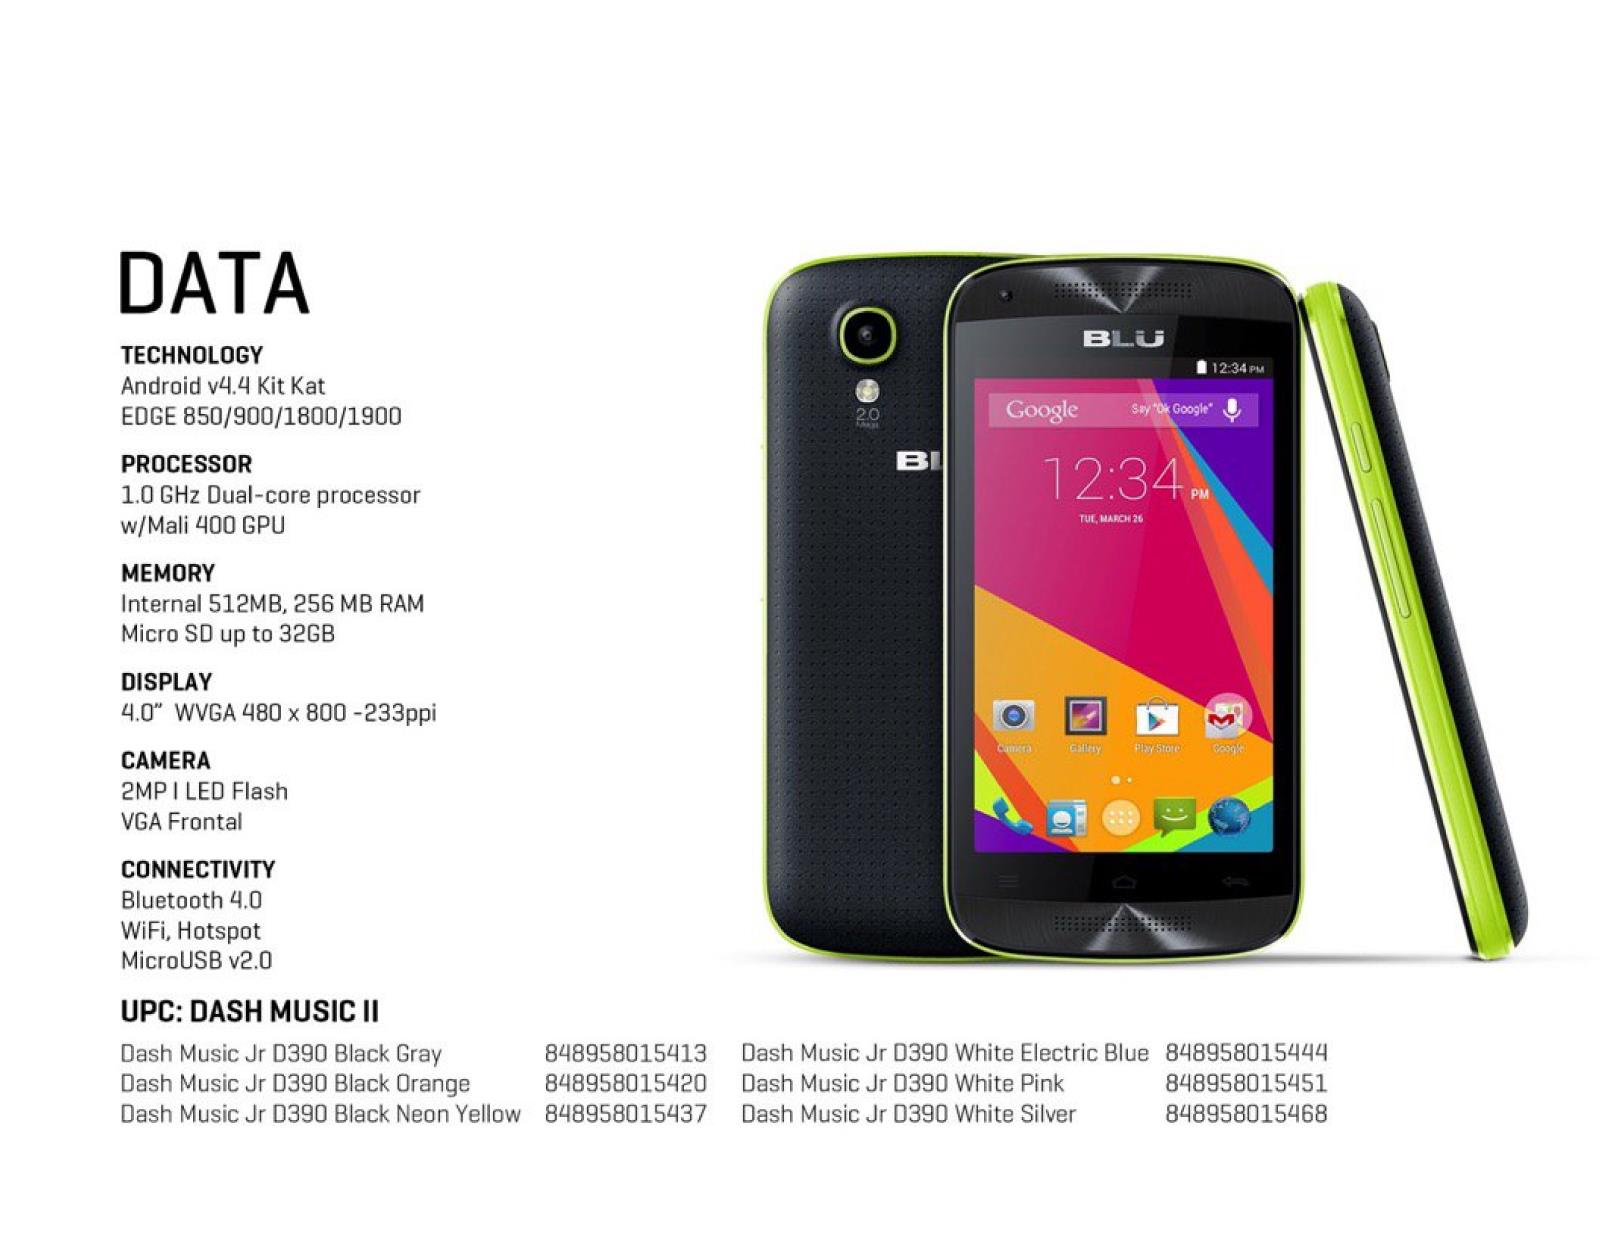 DATA
TECHNOLOGY
Android v4.4 Kit Kat
EDGE 850/900/1800/1900
PROCESSOR
1.0 GHz Dual-core processor
w/Mali 400 GPU
MEMORY
Internal 512MB, 256 MB RAM
Micro SD up to 32GB
DISPLAY
4.0” WVGA 480 x 800 -233ppi
CAMERA
2MP I LED Flash
VGA Frontal
CONNECTIVITY
Bluetooth 4.0
WiFi, Hotspot
MicroUSB v2.0
UPC: DASH MUSIC II
Dash Music Jr D390 Black Gray 848958015413
Dash Music Jr D390 Black Orange 848958015420
Dash Music Jr D390 Black Neon Yellow 848958015437
Dash Music Jr D390 White Electric Blue 848958015444
Dash Music Jr D390 White Pink 848958015451
Dash Music Jr D390 White Silver 848958015468
2.0
Mega
BL
BLU
12:34 PM
Google Say "Ok Google"
12:34 PM
TUE, MARCH 26
Camera Gallery Play Store Google